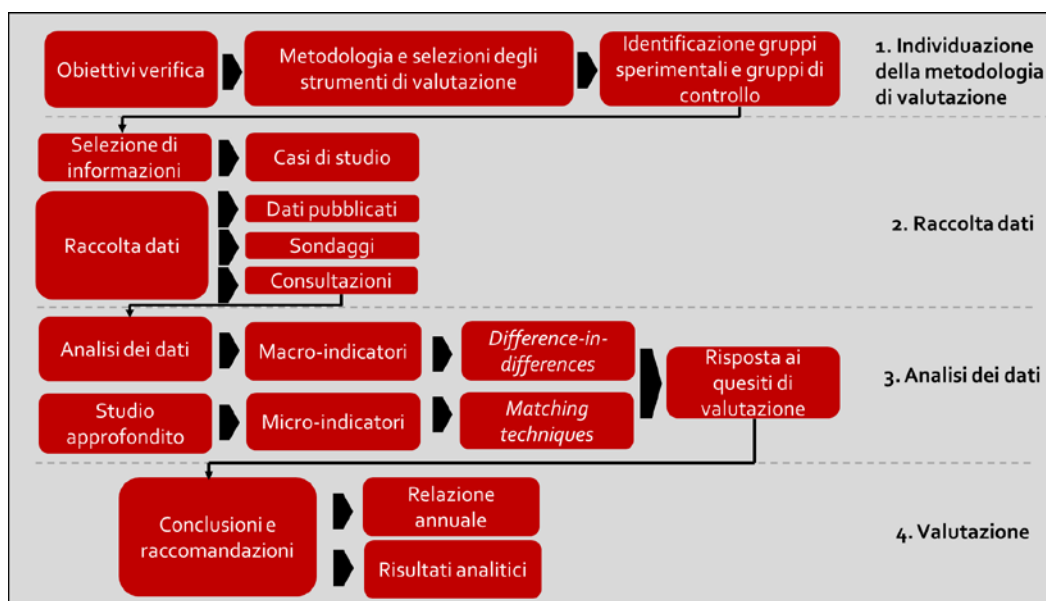 Obiettivi verifica
Metodologia e selezioni degli
strumenti di valutazione
Identificazione gruppi
sperimentali e gruppi di
controllo
1. Individuazione
della metodologia
di valutazione
Selezione di
informazioni
Casi di studio
Raccolta dati
Dati pubblicati
Sondaggi
Consultazioni
2. Raccolta dati
Analisi dei dati
Macro-indicatori
Difference-in-
differences
Studio
approfondito
Micro-indicatori
Matching
techniques
Risposta ai
quesiti di
valutazione
3. Analisi dei dati
Conclusioni e
raccomandazioni
Relazione
annuale
Risultati analitici
4. Valutazione